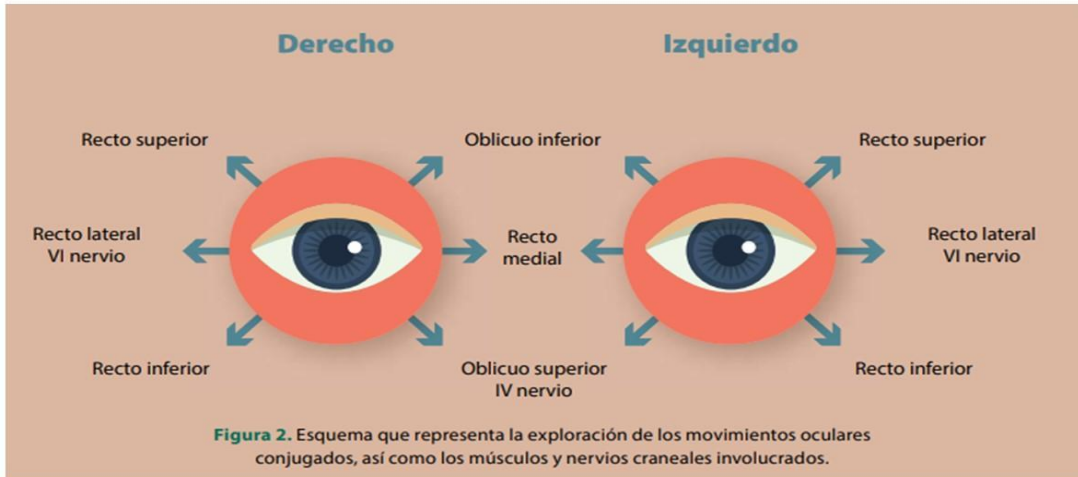 Derecho
Izquierdo
Recto superior
Oblicuo inferior
Recto superior
Recto lateral
VI nervio
Recto
medial
Recto lateral
VI nervio
Recto inferior
Oblicuo superior
IV nervio
Recto inferior
Figura 2. Esquema que representa la exploración de los movimientos oculares
conjugados, así como los músculos y nervios craneales involucrados.